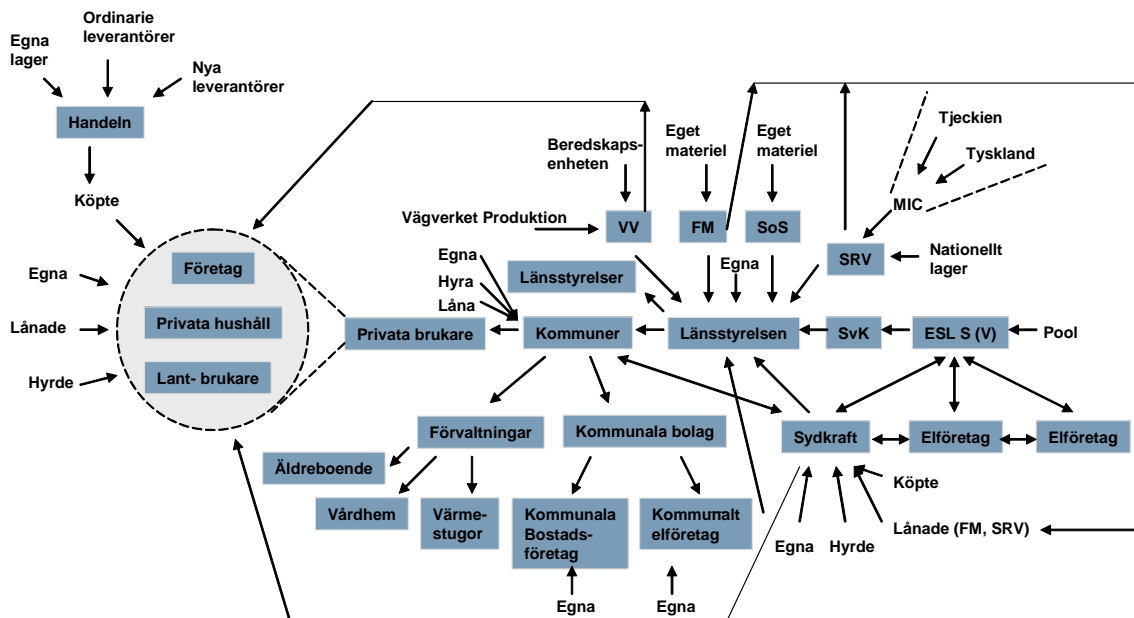 Ordinarie
leverantörer
Egna
lager
Nya
leverantörer
Handeln
Köpte
Beredskaps-
enheten
Eget
materiel
Eget
materiel
Tjeckien
Tyskland
MIC
Vägverket Produktion
VV
FM
SoS
SRV
Nationellt
lager
Egna
Hyra
Låna
Länsstyrelser
Egna
Egna
Lånade
Hyrde
Företag
Privata hushåll
Lant- brukare
Privata brukare
Kommuner
Länsstyrelsen
SvK
ESL S (V)
Pool
Förvaltningar
Kommunala bolag
Sydkraft
Elföretag
Elföretag
Äldreboende
Vårdhem
Värme-
stugor
Kommunala
Bostads-
företag
Kommunalt
elföretag
Köpte
Lånade (FM, SRV)
Egna
Hyrde
Egna
Egna